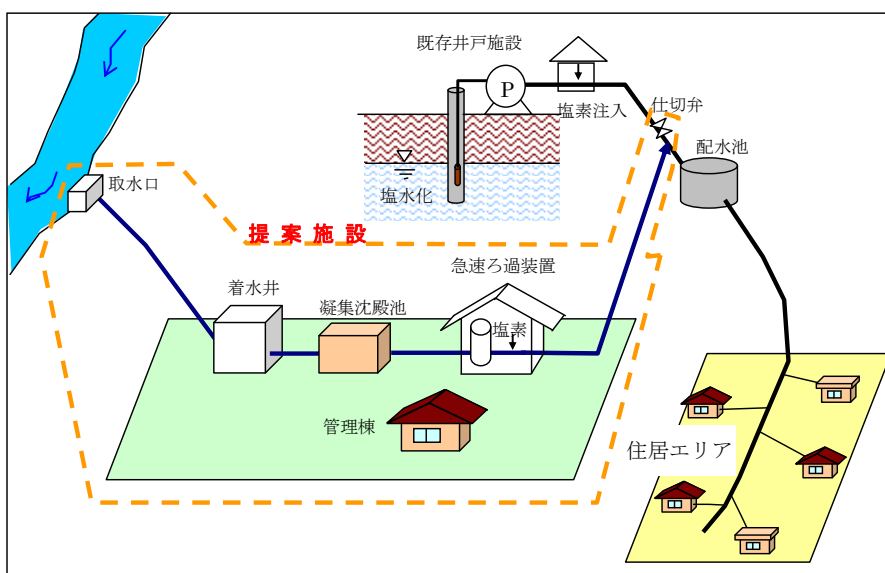 既存井戸施設
P
塩素注入
仕切弁
配水池
取水口
塩水化
提案施設
急速ろ過装置
着水井
凝集沈殿池
塩素
管理棟
住居エリア